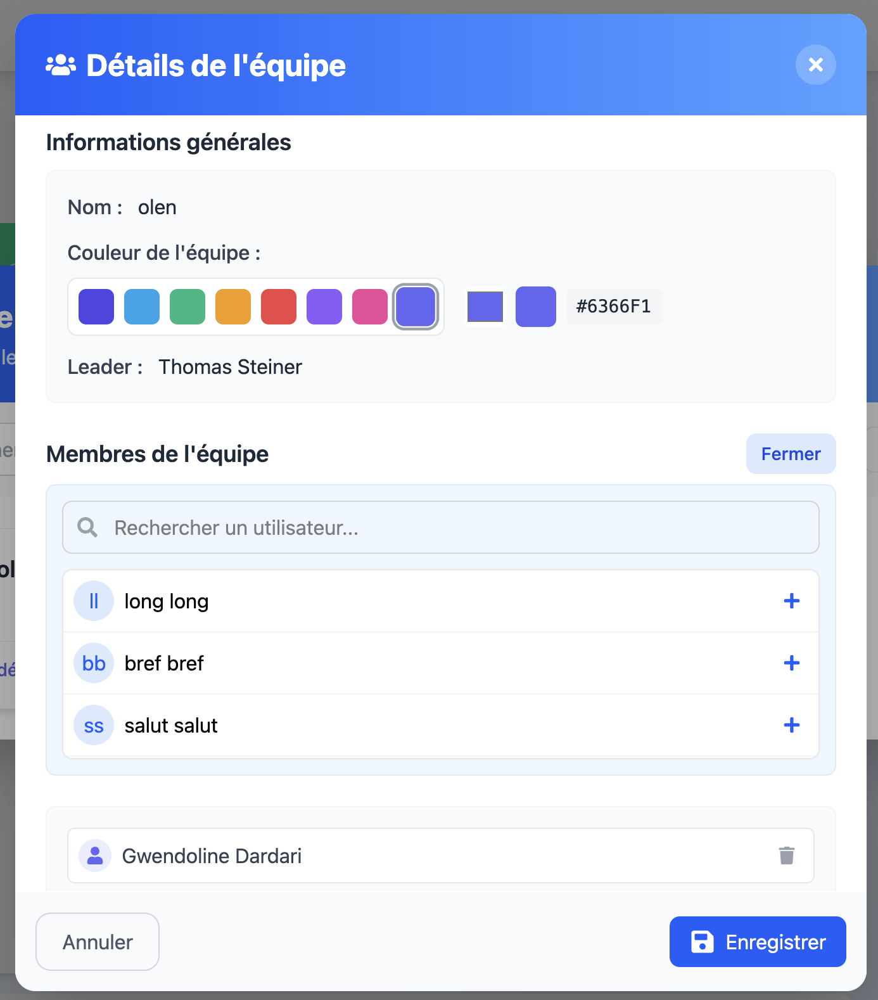 Détails de l'équipe
Informations générales
Nom : olen
Couleur de l'équipe :
#6366F1
Leader : Thomas Steiner
Membres de l'équipe
Fermer
Rechercher un utilisateur...
ll long long
bb bref bref
ss salut salut
Gwendoline Dardari
Annuler
Enregistrer